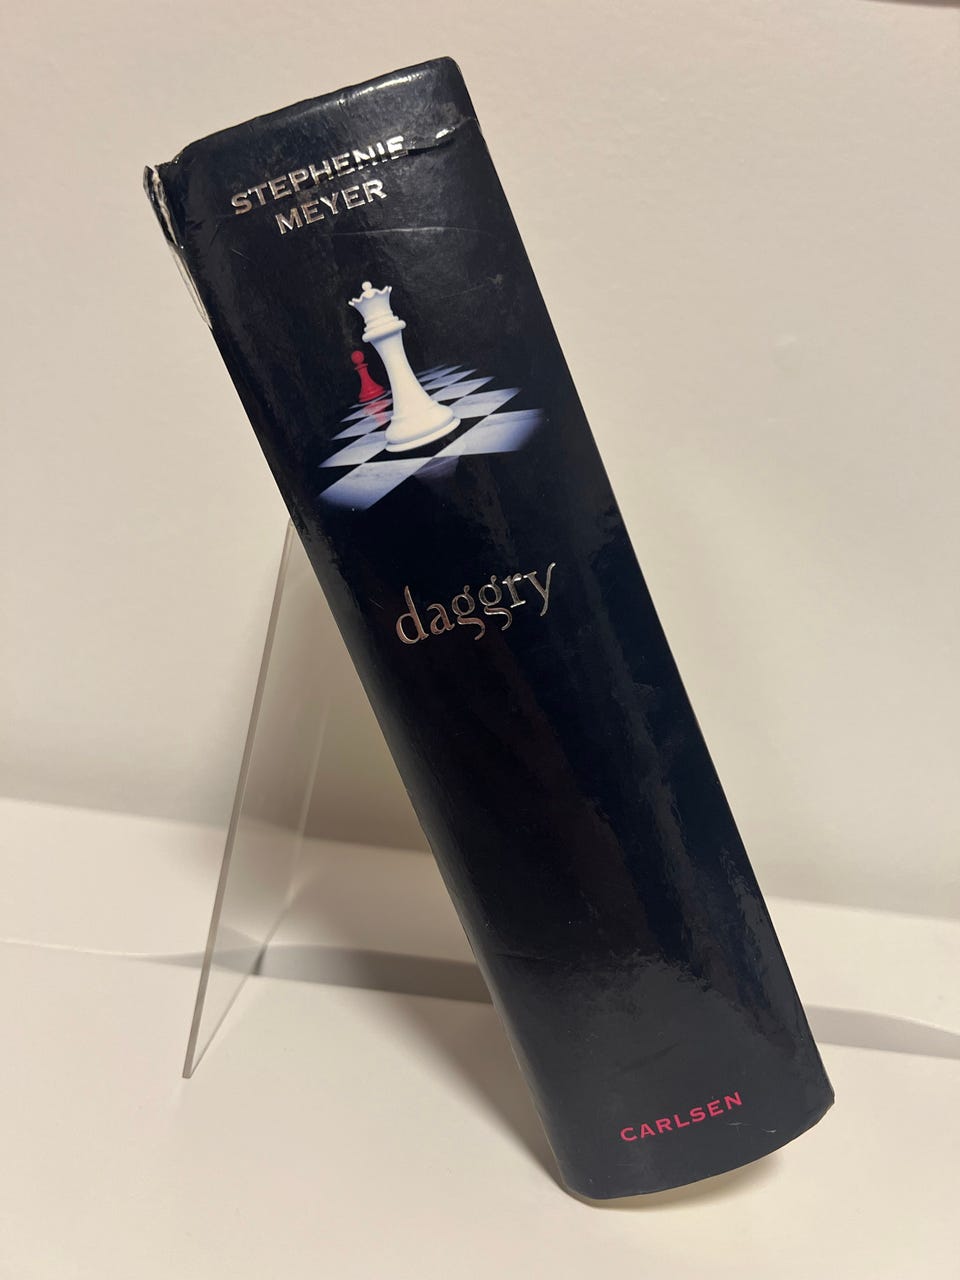 STEPHENIE
MEYER
daggry
CARLSEN